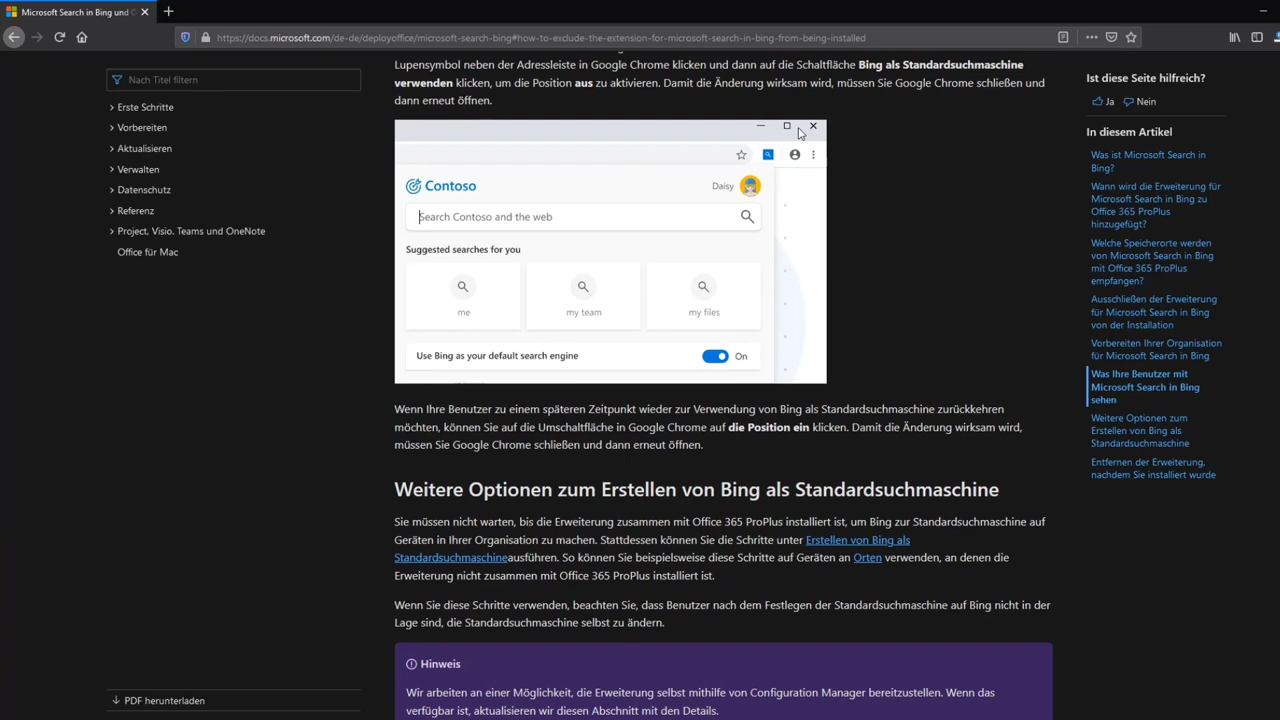 Microsoft Search in Bing und O
https://docs.microsoft.com/de-de/deployoffice/microsoft-search-bing#how-to-exclude-the-extension-for-microsoft-search-in-bing-from-being-installed
Nach Titel filtern
Erste Schritte
Vorbereiten
Aktualisieren
Verwalten
Datenschutz
Referenz
Project, Visio. Teams und OneNote
Office für Mac
PDF herunterladen
Lupensymbol neben der Adressleiste in Google Chrome klicken und dann auf die Schaltfläche Bing als Standardsuchmaschine
verwenden klicken, um die Position aus zu aktivieren. Damit die Änderung wirksam wird, müssen Sie Google Chrome schließen und
dann erneut öffnen.
Contoso
Daisy
Search Contoso and the web
Suggested searches for you
me
my team
my files
Use Bing as your default search engine
On
Wenn Ihre Benutzer zu einem späteren Zeitpunkt wieder zur Verwendung von Bing als Standardsuchmaschine zurückkehren
möchten, können Sie auf die Umschaltfläche in Google Chrome auf die Position ein klicken. Damit die Änderung wirksam wird,
müssen Sie Google Chrome schließen und dann erneut öffnen.
Weitere Optionen zum Erstellen von Bing als Standardsuchmaschine
Sie müssen nicht warten, bis die Erweiterung zusammen mit Office 365 ProPlus installiert ist, um Bing zur Standardsuchmaschine auf
Geräten in Ihrer Organisation zu machen. Stattdessen können Sie die Schritte unter Erstellen von Bing als
Standardsuchmaschineausführen. So können Sie beispielsweise diese Schritte auf Geräten an Orten verwenden, an denen die
Erweiterung nicht zusammen mit Office 365 ProPlus installiert ist.
Wenn Sie diese Schritte verwenden, beachten Sie, dass Benutzer nach dem Festlegen der Standardsuchmaschine auf Bing nicht in der
Lage sind, die Standardsuchmaschine selbst zu ändern.
Hinweis
Wir arbeiten an einer Möglichkeit, die Erweiterung selbst mithilfe von Configuration Manager bereitzustellen. Wenn das
verfügbar ist, aktualisieren wir diesen Abschnitt mit den Details.
Ist diese Seite hilfreich?
Ja Nein
In diesem Artikel
Was ist Microsoft Search in
Bing?
Wann wird die Erweiterung für
Microsoft Search in Bing zu
Office 365 ProPlus
hinzugefügt?
Welche Speicherorte werden
von Microsoft Search in Bing
mit Office 365 ProPlus
empfangen?
Ausschließen der Erweiterung
für Microsoft Search in Bing
von der Installation
Vorbereiten Ihrer Organisation
für Microsoft Search in Bing
Was Ihre Benutzer mit
Microsoft Search in Bing
sehen
Weitere Optionen zum
Erstellen von Bing als
Standardsuchmaschine
Entfernen der Erweiterung,
nachdem Sie installiert wurde